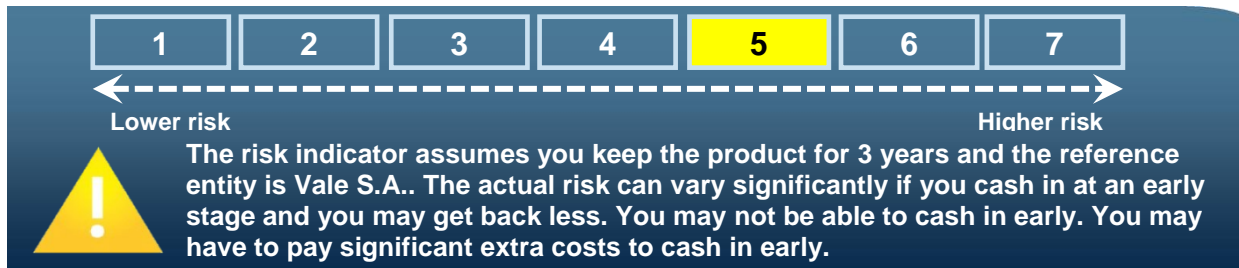 1 2 3 4 5 6 7
Lower risk Higher risk
The risk indicator assumes you keep the product for 3 years and the reference
entity is Vale S.A.. The actual risk can vary significantly if you cash in at an early
stage and you may get back less. You may not be able to cash in early. You may
have to pay significant extra costs to cash in early.